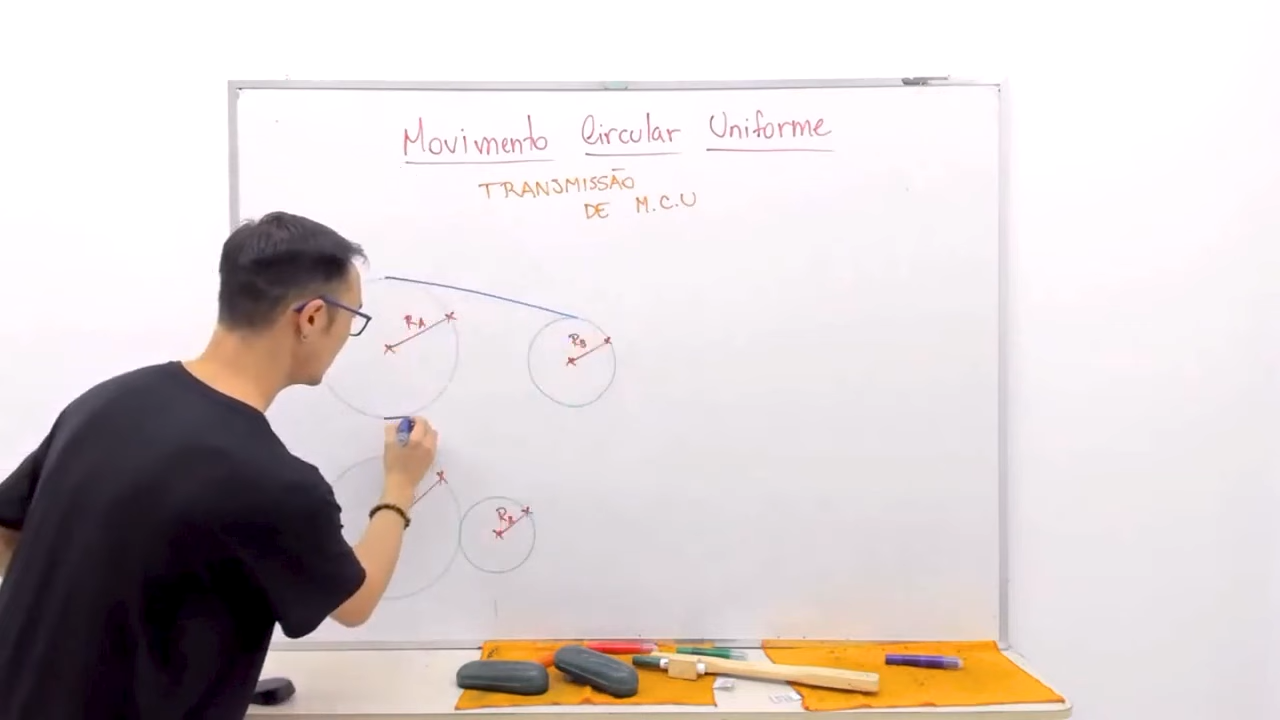 Movimento Circular Uniforme
TRANSMISSÃO
DE M.C.U
RA
RB
RB